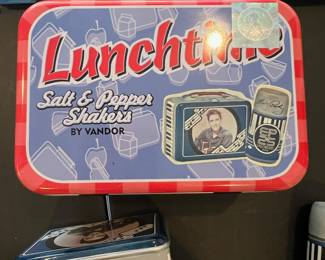 Lunchtime
Salt & Pepper
Shakers
BY VANDOR